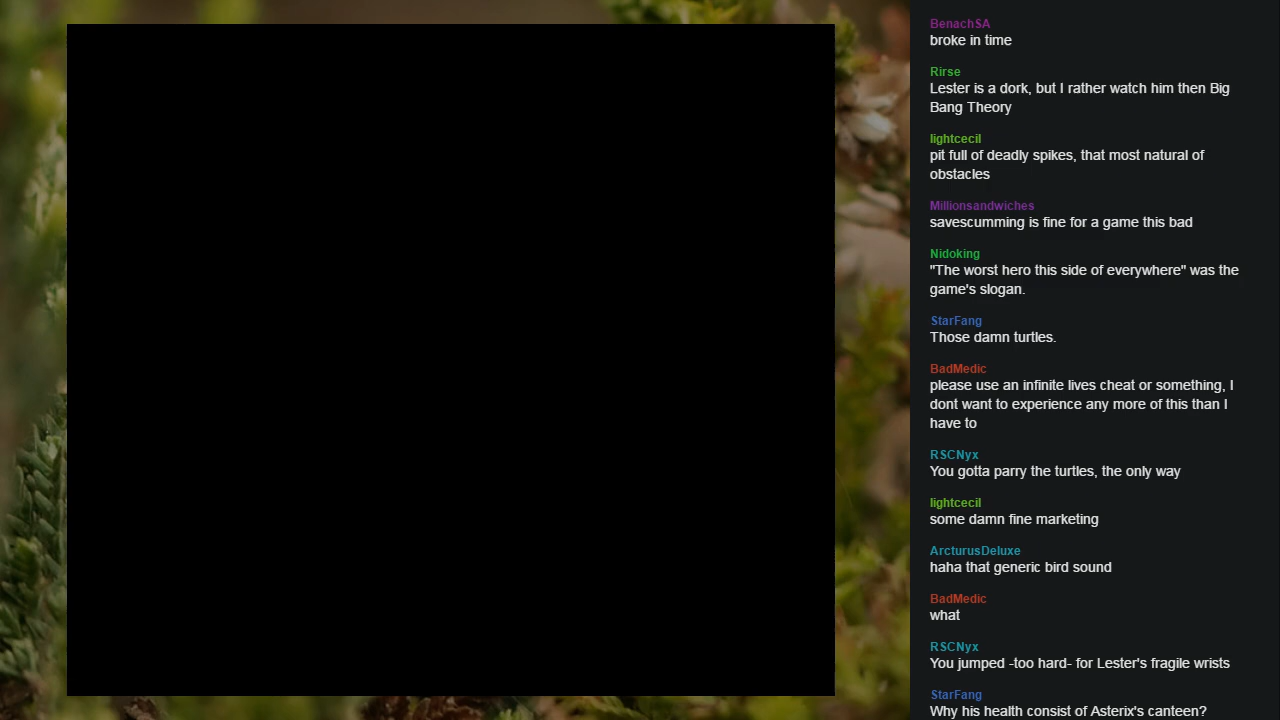 BenachSA
broke in time
Rirse
Lester is a dork, but I rather watch him then Big
Bang Theory
lightcecil
pit full of deadly spikes, that most natural of
obstacles
Millionsandwiches
savescumming is fine for a game this bad
Nidoking
"The worst hero this side of everywhere" was the
game's slogan.
StarFang
Those damn turtles.
BadMedic
please use an infinite lives cheat or something, I
dont want to experience any more of this than I
have to
RSCNyx
You gotta parry the turtles, the only way
lightcecil
some damn fine marketing
ArcturusDeluxe
haha that generic bird sound
BadMedic
what
RSCNyx
You jumped -too hard- for Lester's fragile wrists
StarFang
Why his health consist of Asterix's canteen?